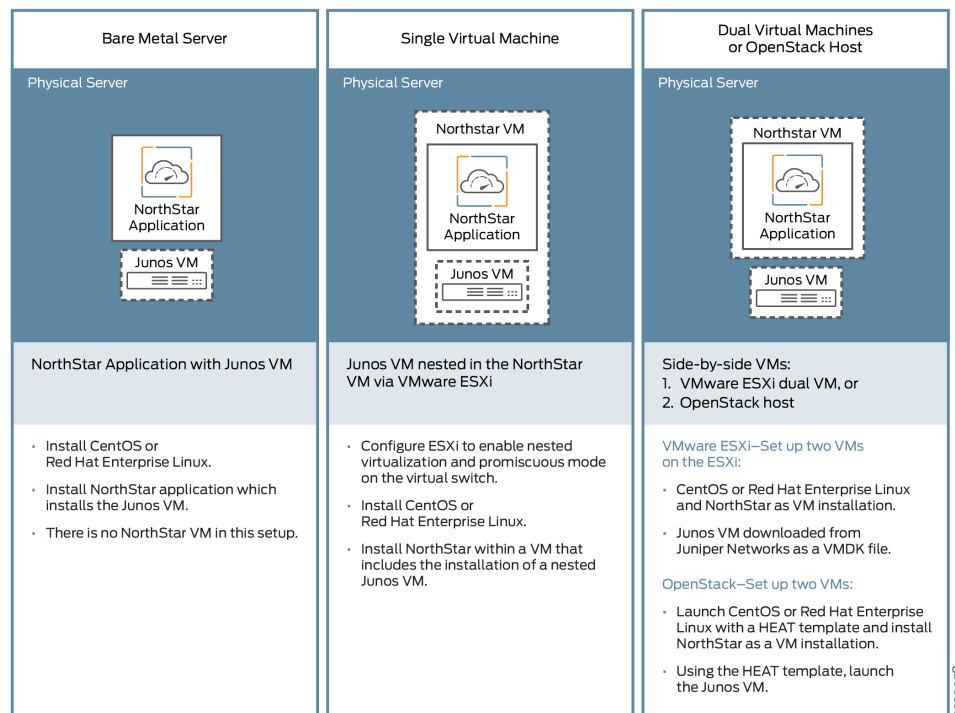 Bare Metal Server
Physical Server
NorthStar
Application
Junos VM
NorthStar Application with Junos VM
· Install CentOS or
Red Hat Enterprise Linux.
· Install NorthStar application which
installs the Junos VM.
· There is no NorthStar VM in this setup.
Single Virtual Machine
Physical Server
Northstar VM
NorthStar
Application
Junos VM
Junos VM nested in the NorthStar
VM via VMware ESXi
· Configure ESXi to enable nested
virtualization and promiscuous mode
on the virtual switch.
· Install CentOS or
Red Hat Enterprise Linux.
· Install NorthStar within a VM that
includes the installation of a nested
Junos VM.
Dual Virtual Machines
or OpenStack Host
Physical Server
Northstar VM
NorthStar
Application
Junos VM
Side-by-side VMs:
1. VMware ESXi dual VM, or
2. OpenStack host
VMware ESXi–Set up two VMs
on the ESXi:
· CentOS or Red Hat Enterprise Linux
and NorthStar as VM installation.
· Junos VM downloaded from
Juniper Networks as a VMDK file.
OpenStack–Set up two VMs:
· Launch CentOS or Red Hat Enterprise
Linux with a HEAT template and install
NorthStar as a VM installation.
· Using the HEAT template, launch
the Junos VM.